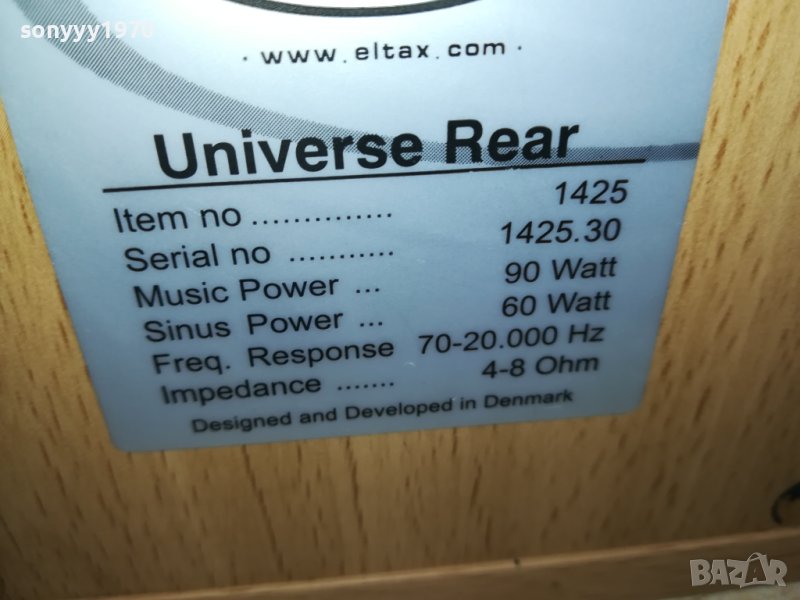 sonyyy1970
· www.eltax.com ·
Universe Rear
Item no .............. 1425
Serial no ........... 1425.30
Music Power ... 90 Watt
Sinus Power ... 60 Watt
Freq. Response 70-20.000 Hz
Impedance ....... 4-8 Ohm
Designed and Developed in Denmark
BAZAR